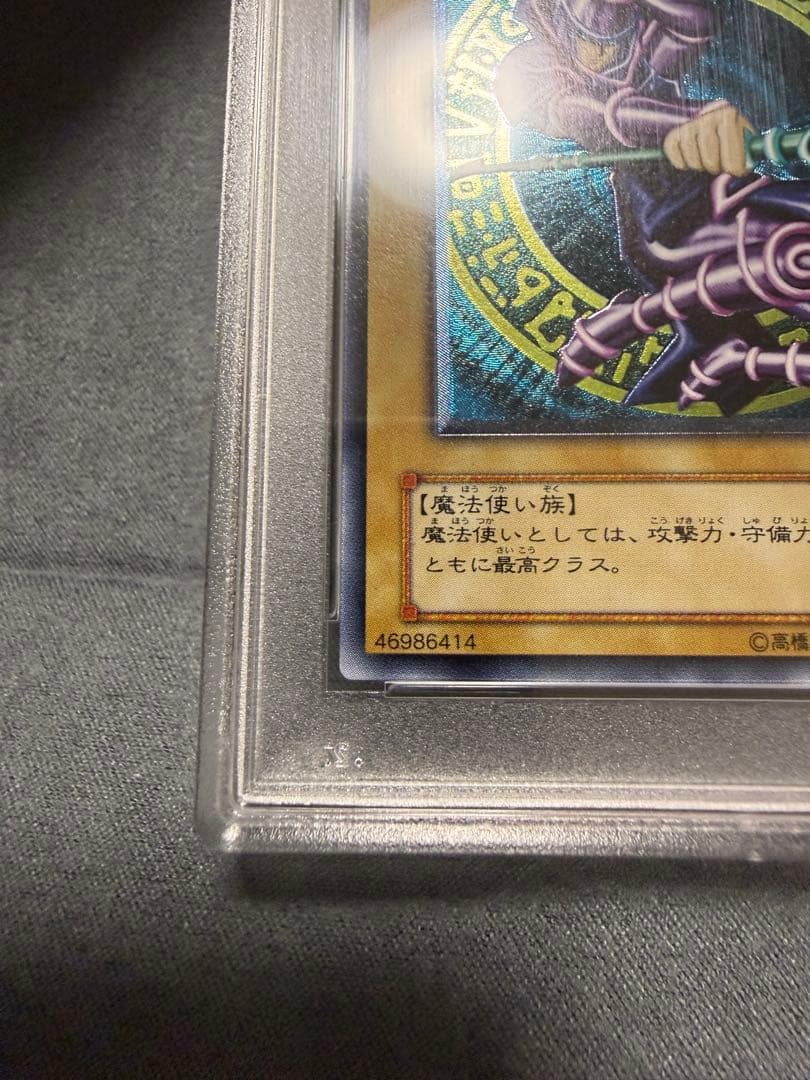 【魔法使い族】
魔法使いとしては、攻撃力・守備力
ともに最高クラス。
46986414
©高橋